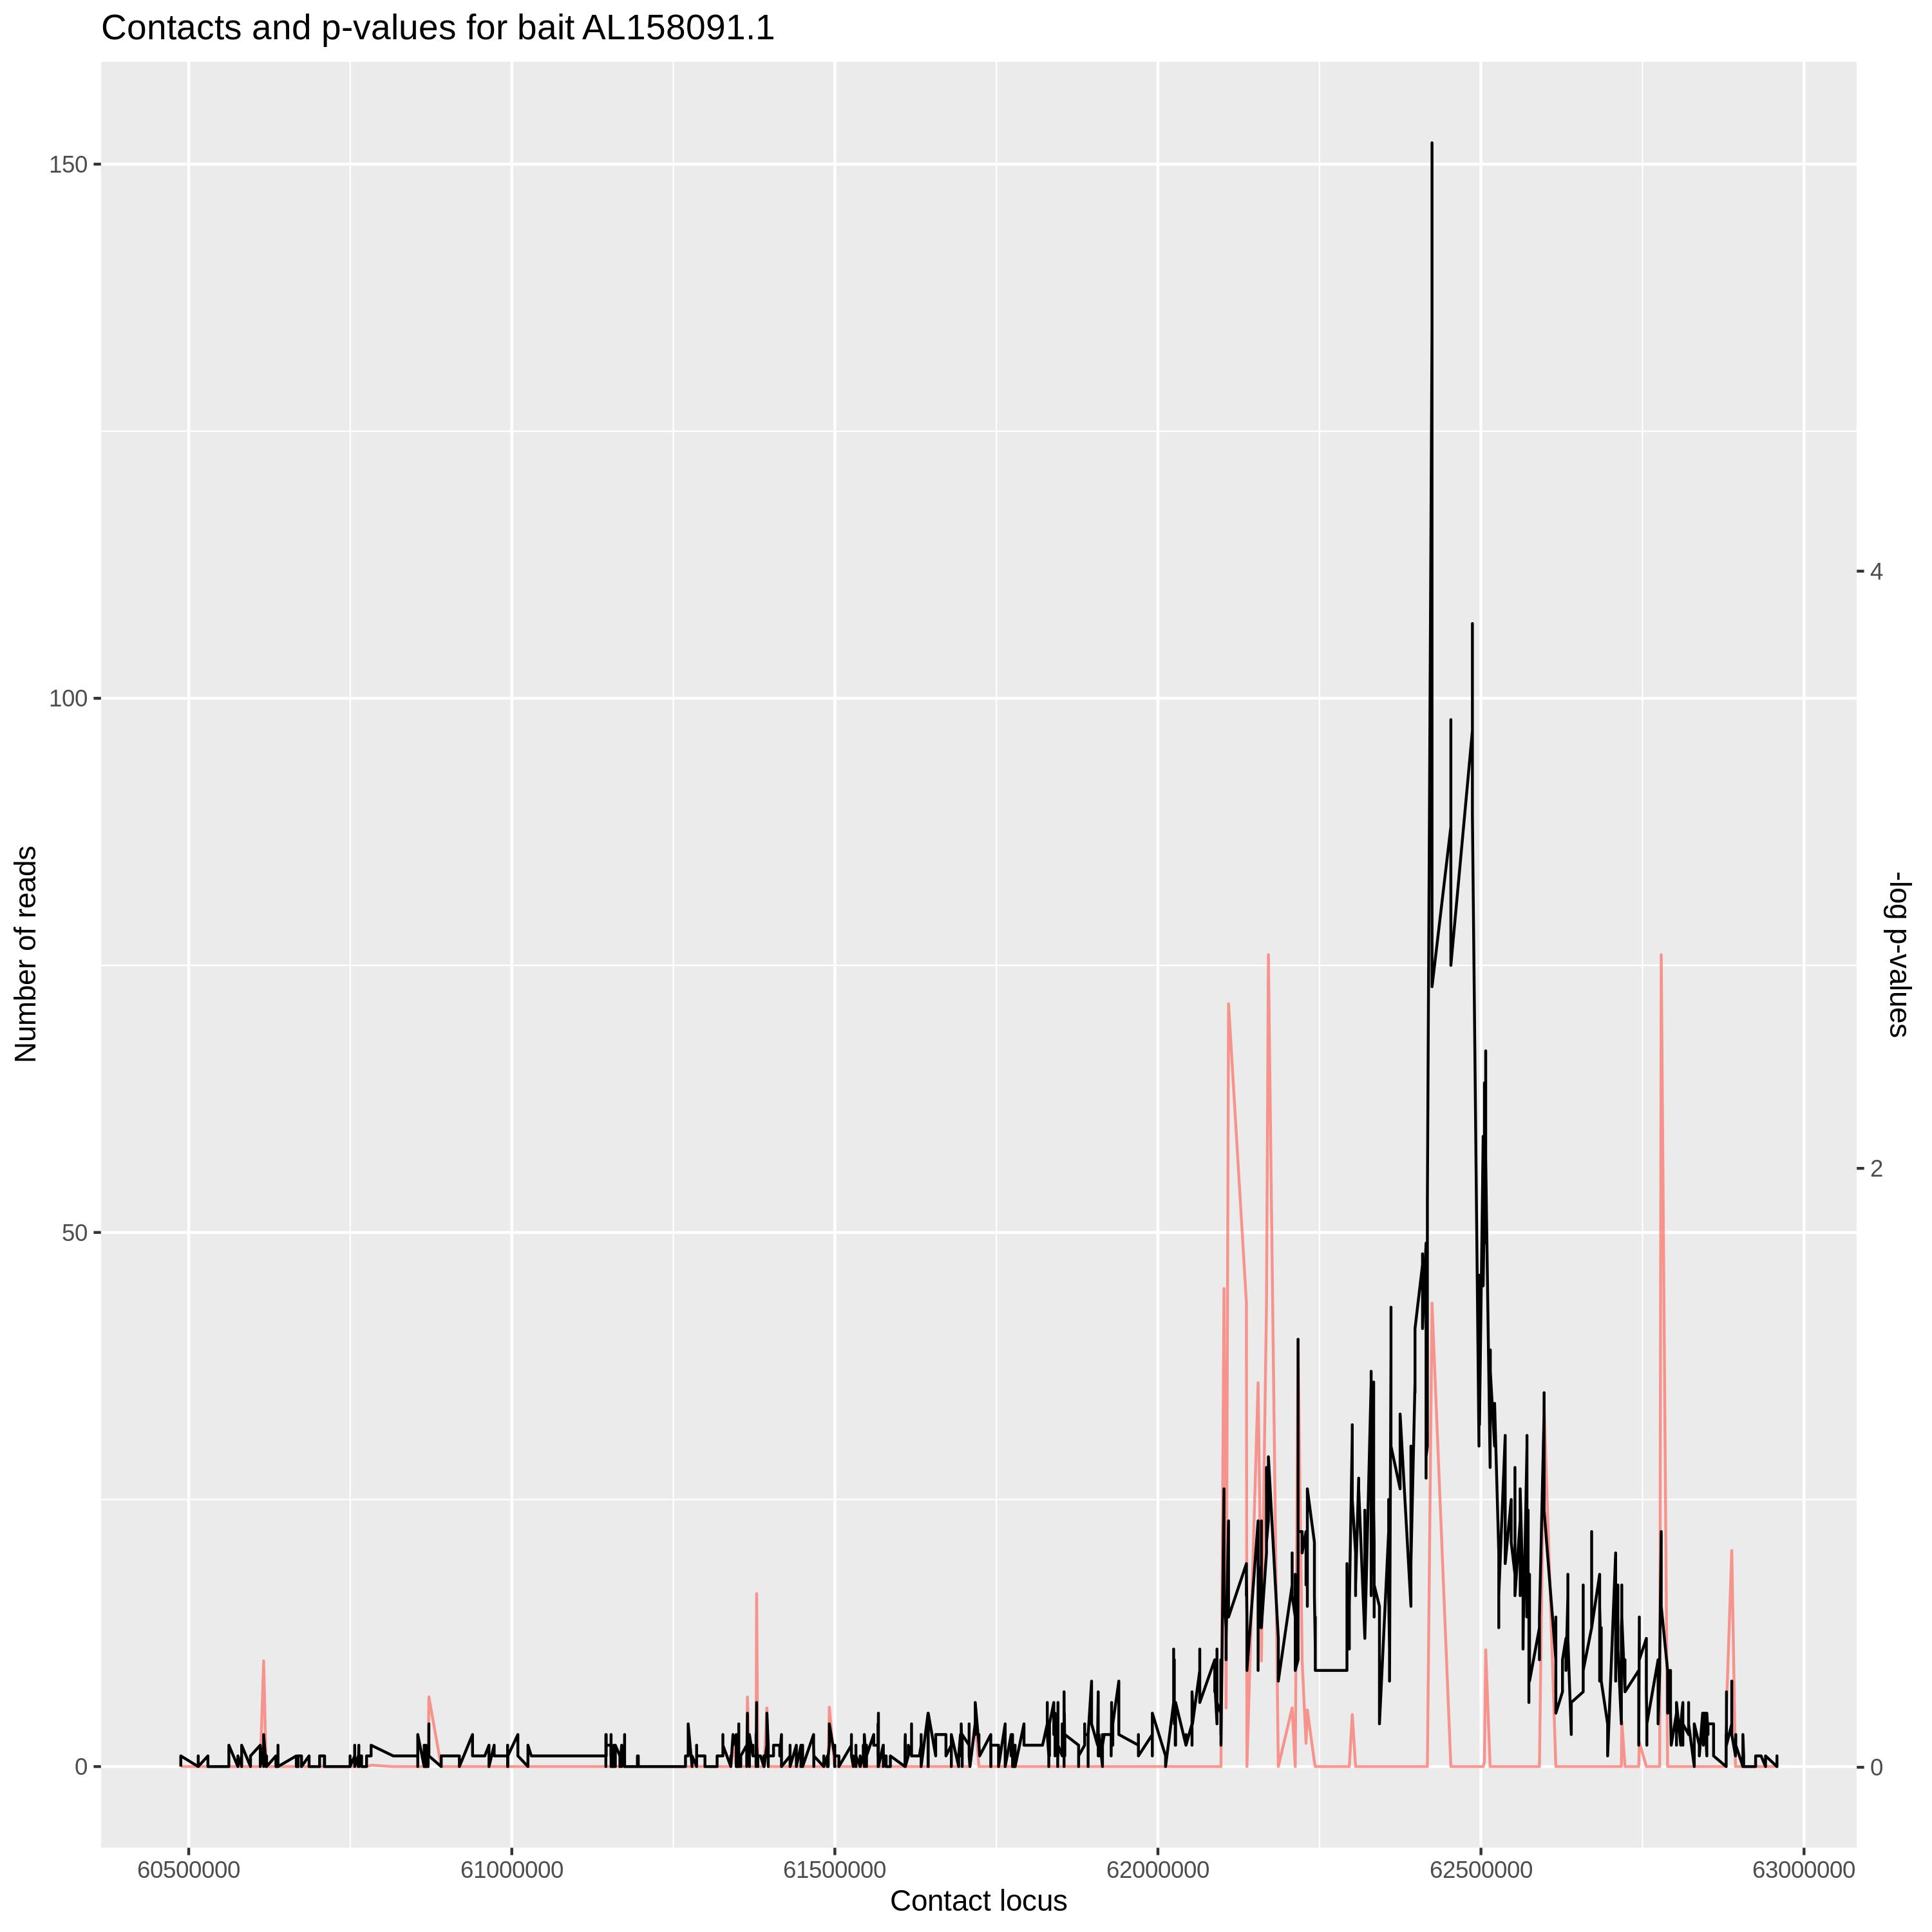 Contacts and p-values for bait AL158091.1
150
100
50
0
Number of reads
4
2
0
-log p-values
60500000 61000000 61500000 62000000 62500000 63000000
Contact locus